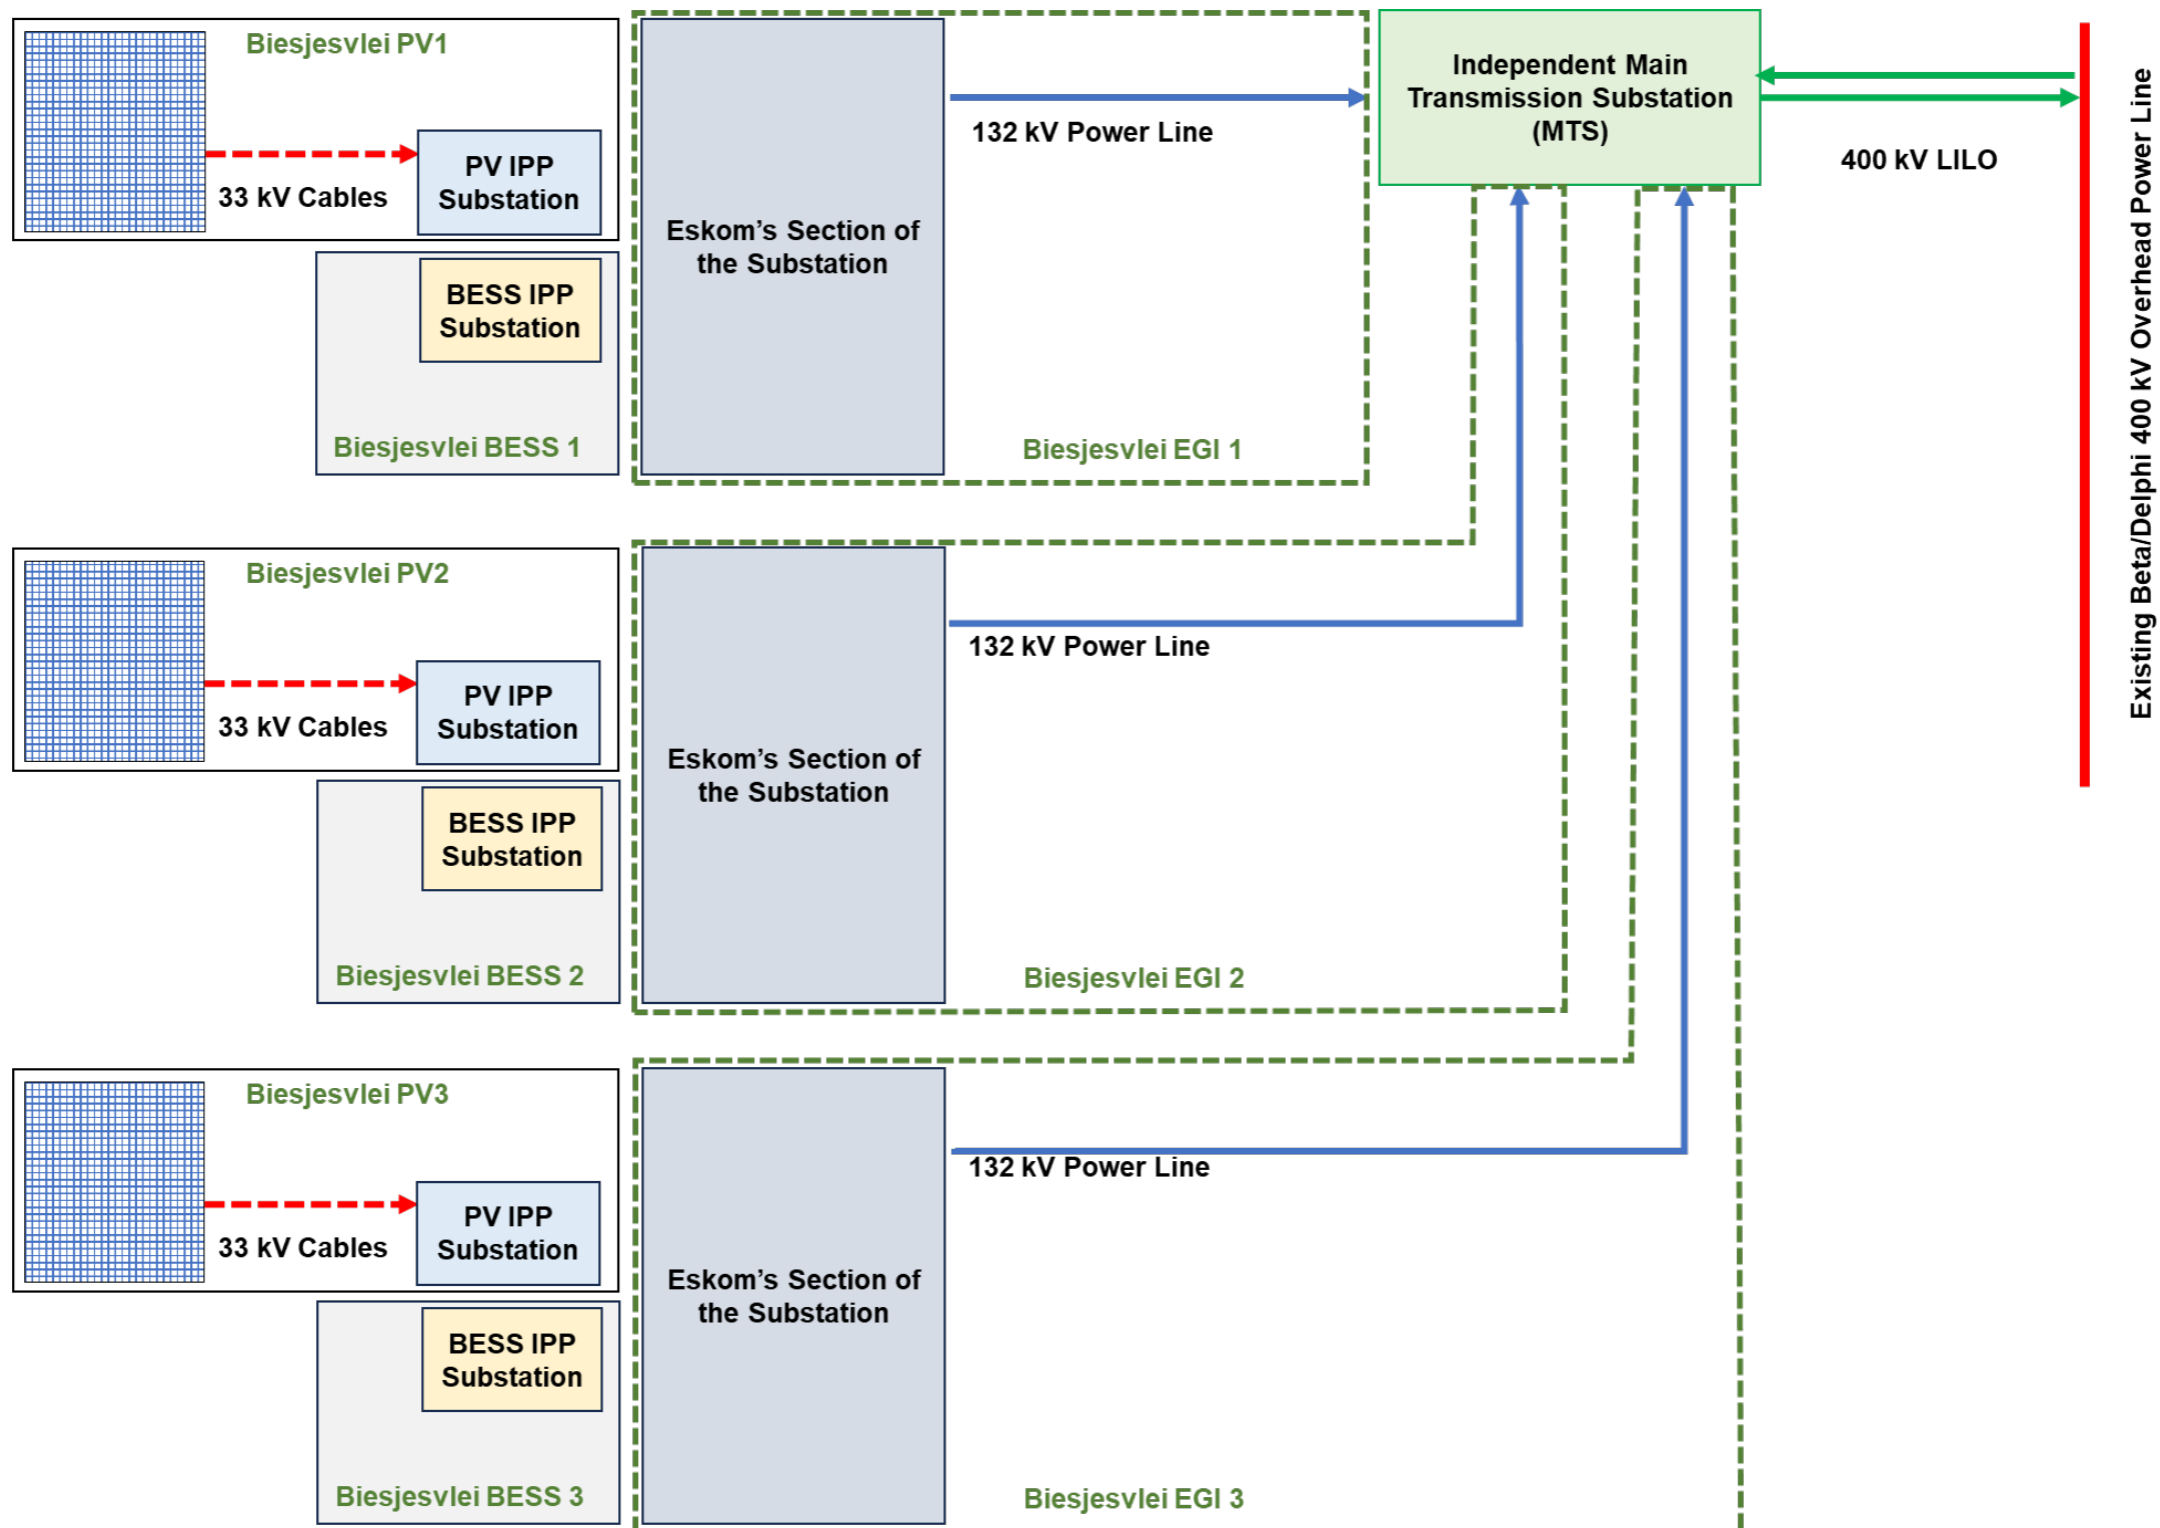 Biesjesvlei PV1
33 kV Cables
PV IPP
Substation
BESS IPP
Substation
Biesjesvlei BESS 1
Eskom’s Section of
the Substation
132 kV Power Line
Biesjesvlei EGI 1
Independent Main
Transmission Substation
(MTS)
400 kV LILO
Existing Beta/Delphi 400 kV Overhead Power Line
Biesjesvlei PV2
33 kV Cables
PV IPP
Substation
BESS IPP
Substation
Biesjesvlei BESS 2
Eskom’s Section of
the Substation
132 kV Power Line
Biesjesvlei EGI 2
Biesjesvlei PV3
33 kV Cables
PV IPP
Substation
BESS IPP
Substation
Biesjesvlei BESS 3
Eskom’s Section of
the Substation
132 kV Power Line
Biesjesvlei EGI 3